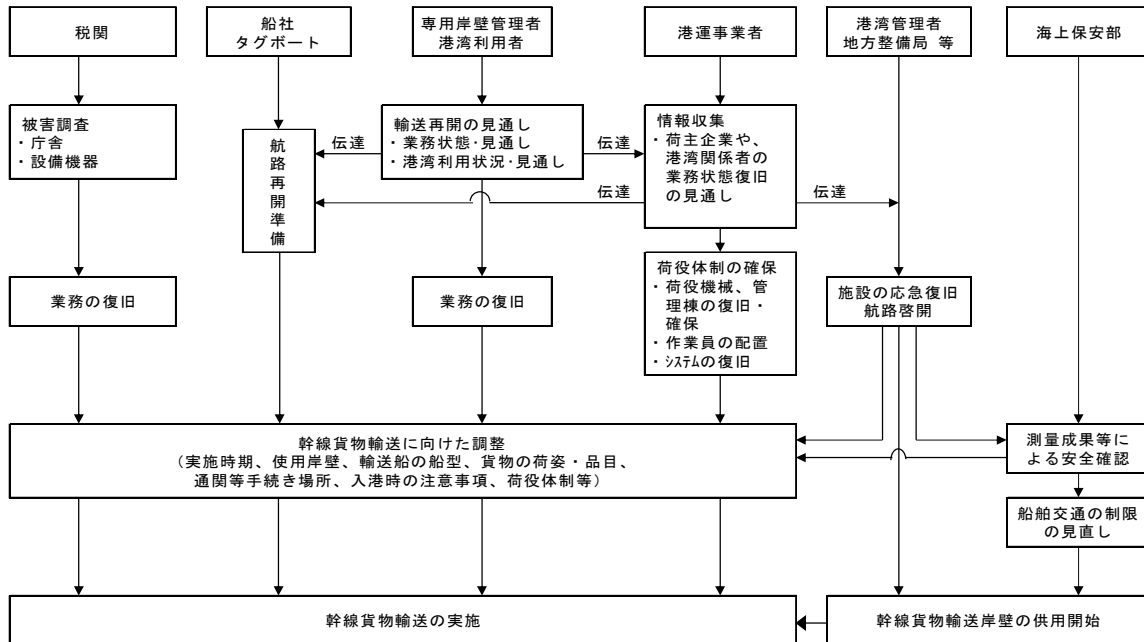 税関
船社
タグボート
専用岸壁管理者
港湾利用者
港運事業者
港湾管理者
地方整備局 等
海上保安部
被害調査
・庁舎
・設備機器
航路再開準備
伝達
輸送再開の見通し
・業務状態・見通し
・港湾利用状況・見通し
伝達
情報収集
・荷主企業や、
港湾関係者の
業務状態復旧
の見通し
伝達
伝達
業務の復旧
業務の復旧
荷役体制の確保
・荷役機械、管
理棟の復旧・
確保
・作業員の配置
・ｼｽﾃﾑの復旧
施設の応急復旧
航路啓開
幹線貨物輸送に向けた調整
（実施時期、使用岸壁、輸送船の船型、貨物の荷姿・品目、
通関等手続き場所、入港時の注意事項、荷役体制等）
測量成果等に
よる安全確認
船舶交通の制限
の見直し
幹線貨物輸送の実施
幹線貨物輸送岸壁の供用開始